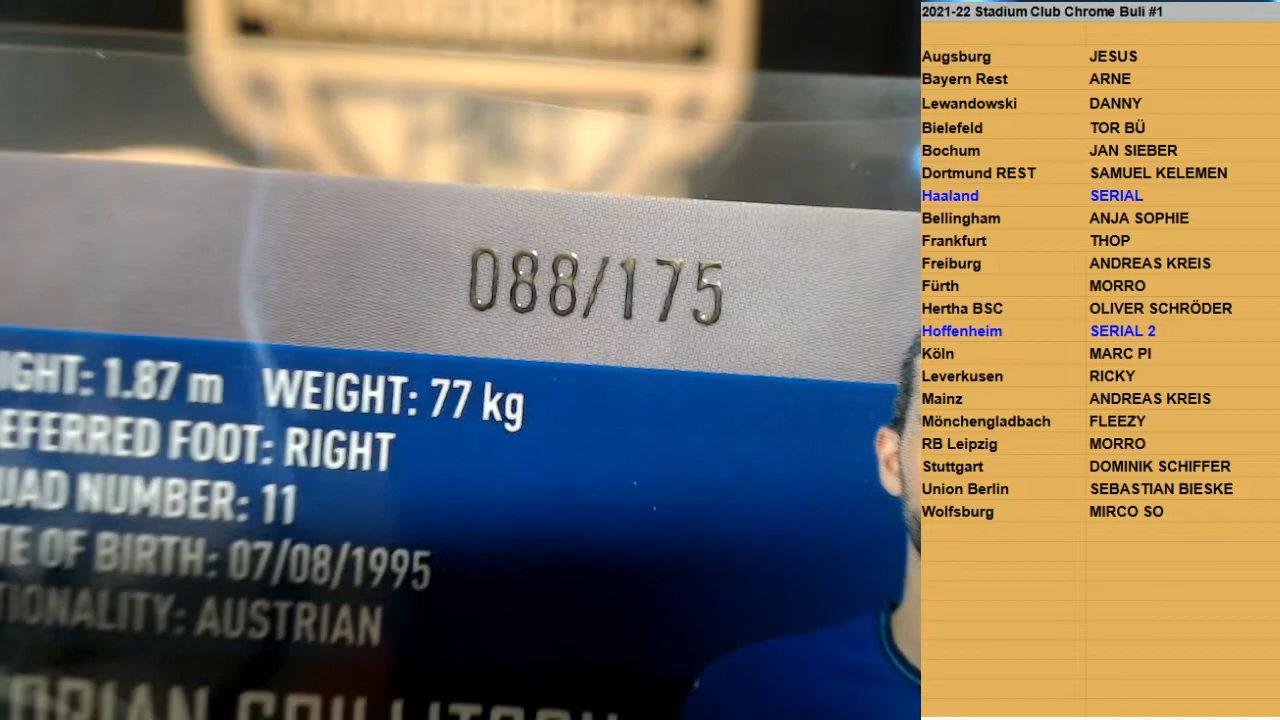 088/175
IGHT: 1.87 m WEIGHT: 77 kg
EFERRED FOOT: RIGHT
UAD NUMBER: 11
TE OF BIRTH: 07/08/1995
TIONALITY: AUSTRIAN
2021-22 Stadium Club Chrome Buli #1
Augsburg JESUS
Bayern Rest ARNE
Lewandowski DANNY
Bielefeld TOR BÜ
Bochum JAN SIEBER
Dortmund REST SAMUEL KELEMEN
Haaland SERIAL
Bellingham ANJA SOPHIE
Frankfurt THOP
Freiburg ANDREAS KREIS
Fürth MORRO
Hertha BSC OLIVER SCHRÖDER
Hoffenheim SERIAL 2
Köln MARC PI
Leverkusen RICKY
Mainz ANDREAS KREIS
Mönchengladbach FLEEZY
RB Leipzig MORRO
Stuttgart DOMINIK SCHIFFER
Union Berlin SEBASTIAN BIESKE
Wolfsburg MIRCO SO